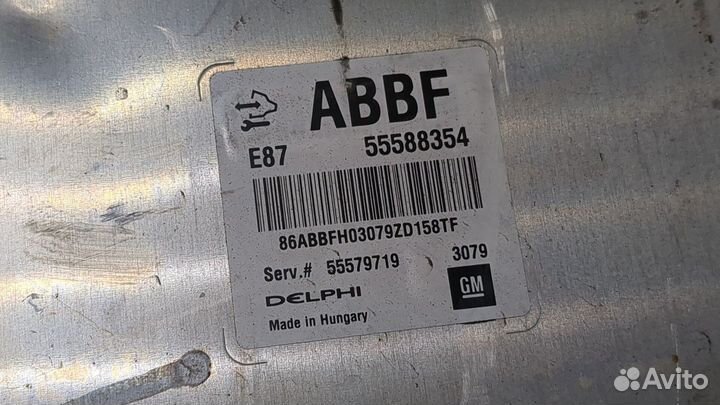 ABBF
E87 55588354
86ABBFH03079ZD158TF
Serv.# 55579719 3079
DELPHI GM
Made in Hungary
Avito